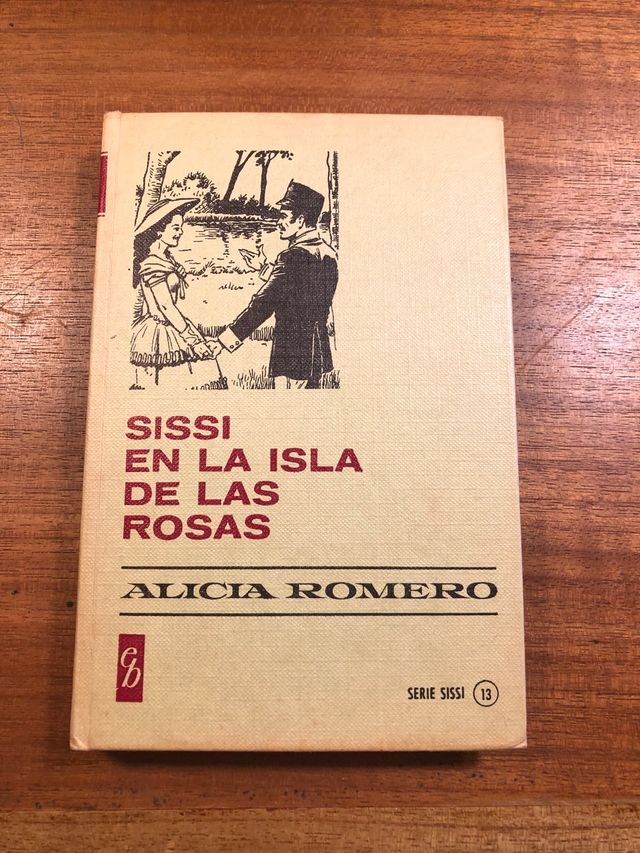 SISSI
EN LA ISLA
DE LAS
ROSAS
ALICIA ROMERO
eb
SERIE SISSI 13